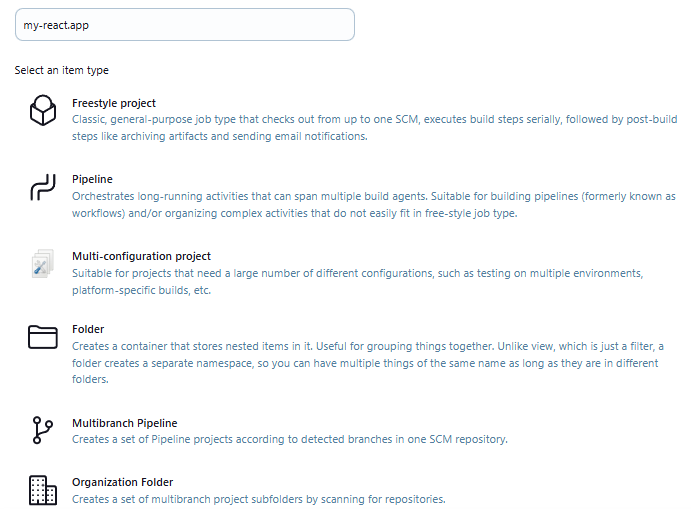 my-react.app
Select an item type
Freestyle project
Classic, general-purpose job type that checks out from up to one SCM, executes build steps serially, followed by post-build
steps like archiving artifacts and sending email notifications.
Pipeline
Orchestrates long-running activities that can span multiple build agents. Suitable for building pipelines (formerly known as
workflows) and/or organizing complex activities that do not easily fit in free-style job type.
Multi-configuration project
Suitable for projects that need a large number of different configurations, such as testing on multiple environments,
platform-specific builds, etc.
Folder
Creates a container that stores nested items in it. Useful for grouping things together. Unlike view, which is just a filter, a
folder creates a separate namespace, so you can have multiple things of the same name as long as they are in different
folders.
Multibranch Pipeline
Creates a set of Pipeline projects according to detected branches in one SCM repository.
Organization Folder
Creates a set of multibranch project subfolders by scanning for repositories.